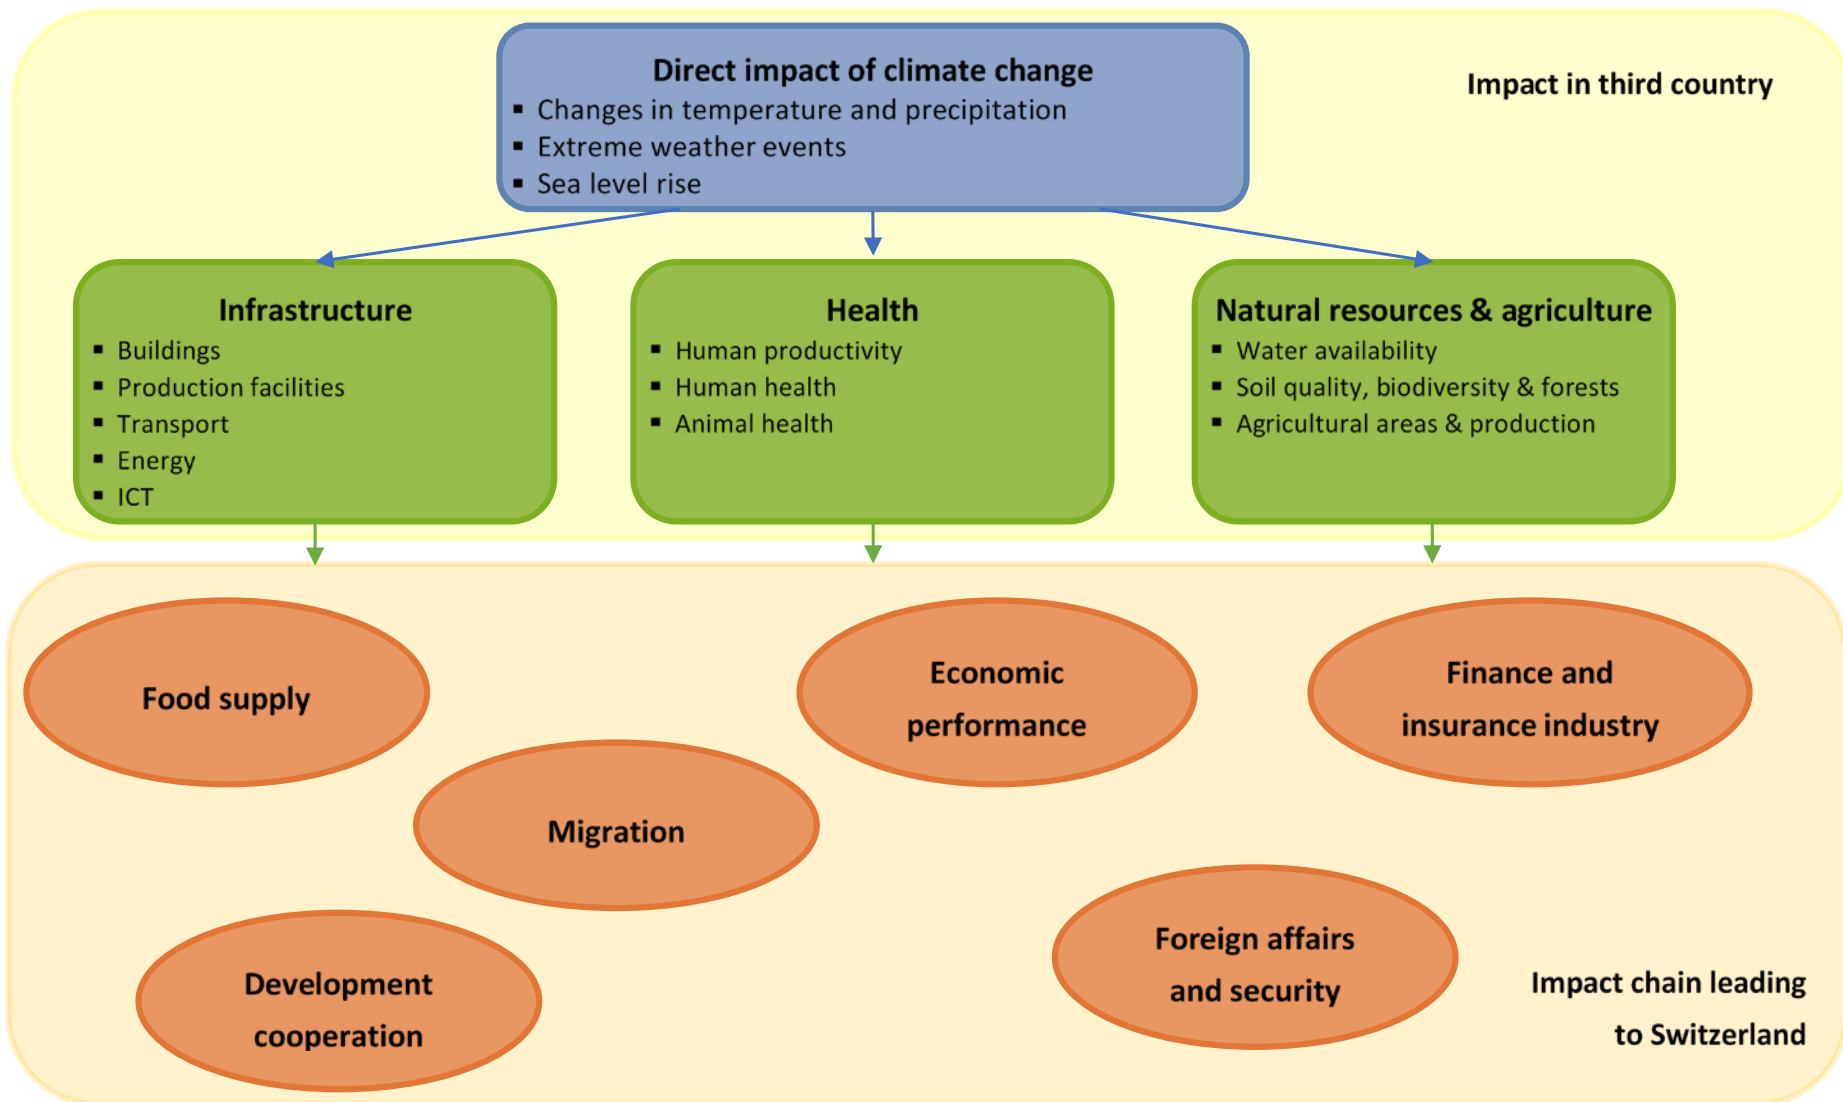 Direct impact of climate change
▪ Changes in temperature and precipitation
▪ Extreme weather events
▪ Sea level rise
Impact in third country
Infrastructure
▪ Buildings
▪ Production facilities
▪ Transport
▪ Energy
▪ ICT
Health
▪ Human productivity
▪ Human health
▪ Animal health
Natural resources & agriculture
▪ Water availability
▪ Soil quality, biodiversity & forests
▪ Agricultural areas & production
Food supply
Economic
performance
Finance and
insurance industry
Migration
Foreign affairs
and security
Development
cooperation
Impact chain leading
to Switzerland